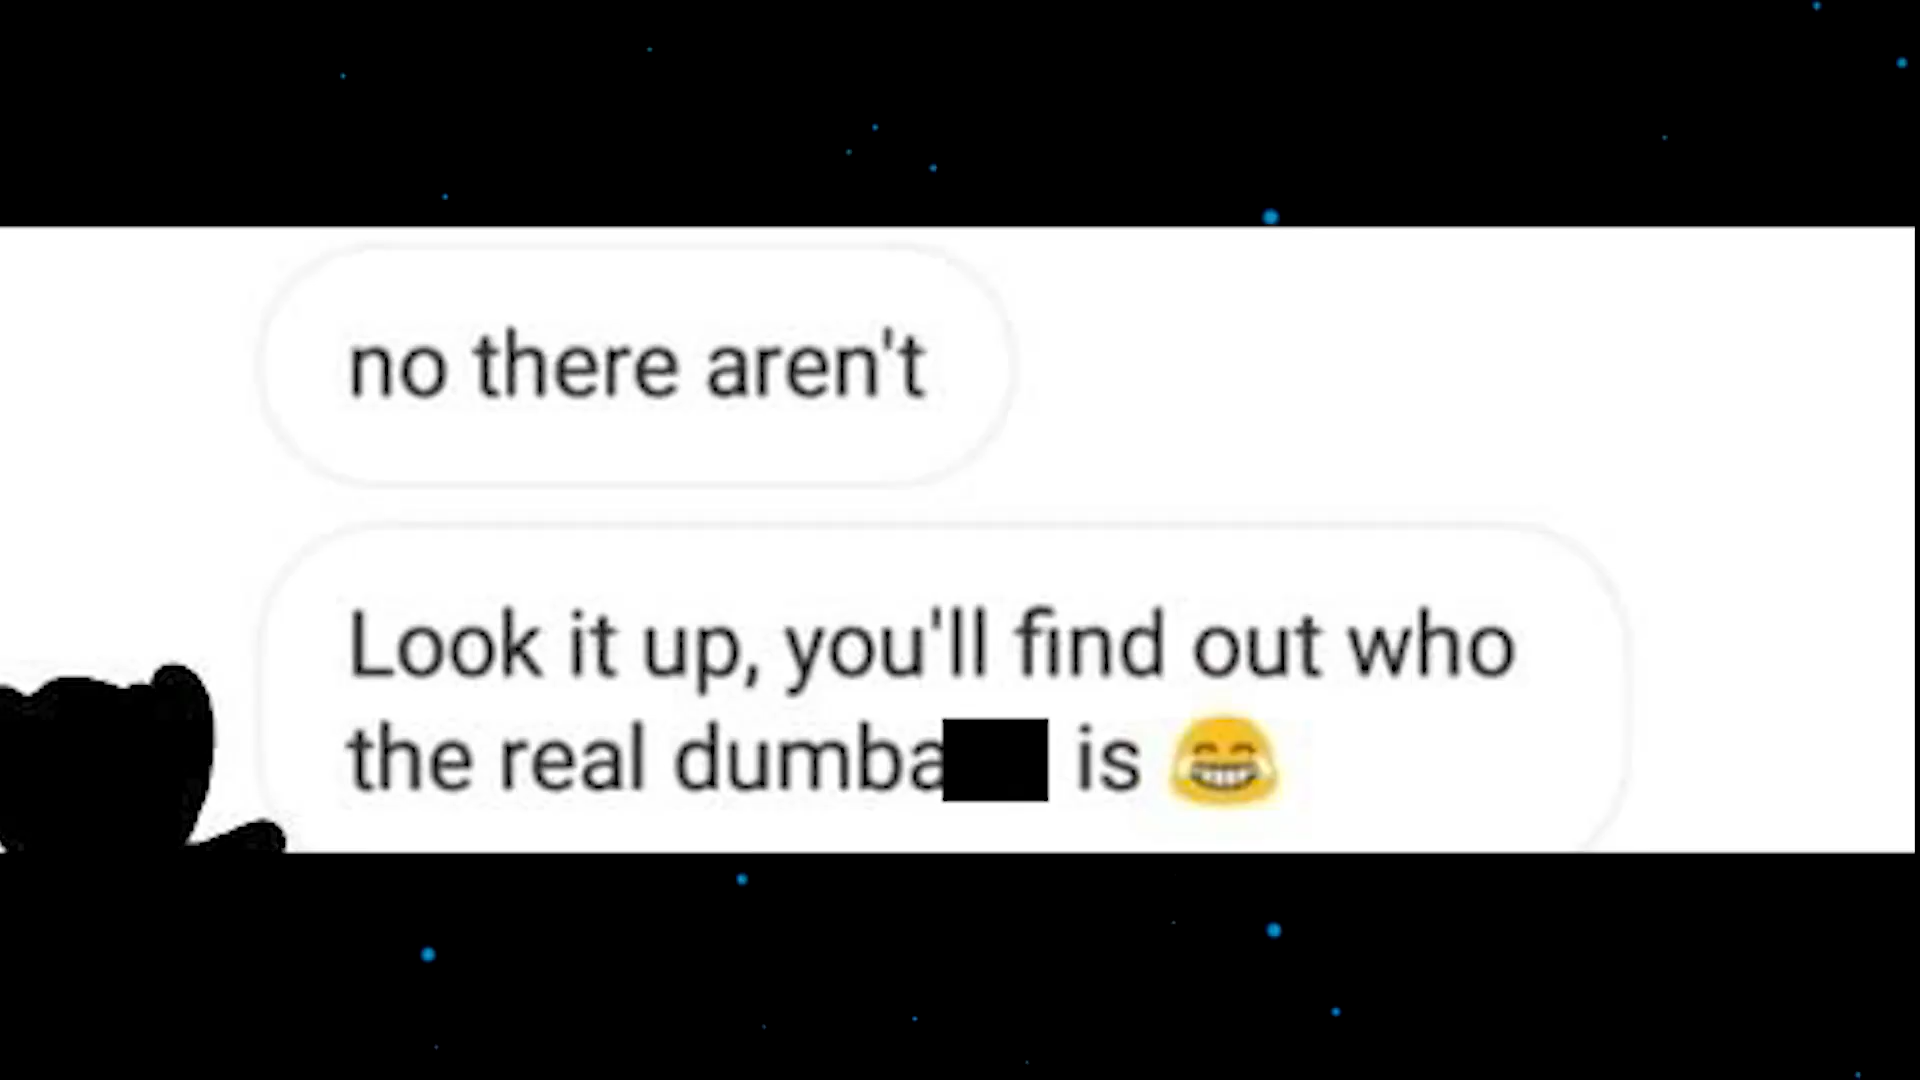 no there aren't
Look it up, you'll find out who
the real dumba is 😂